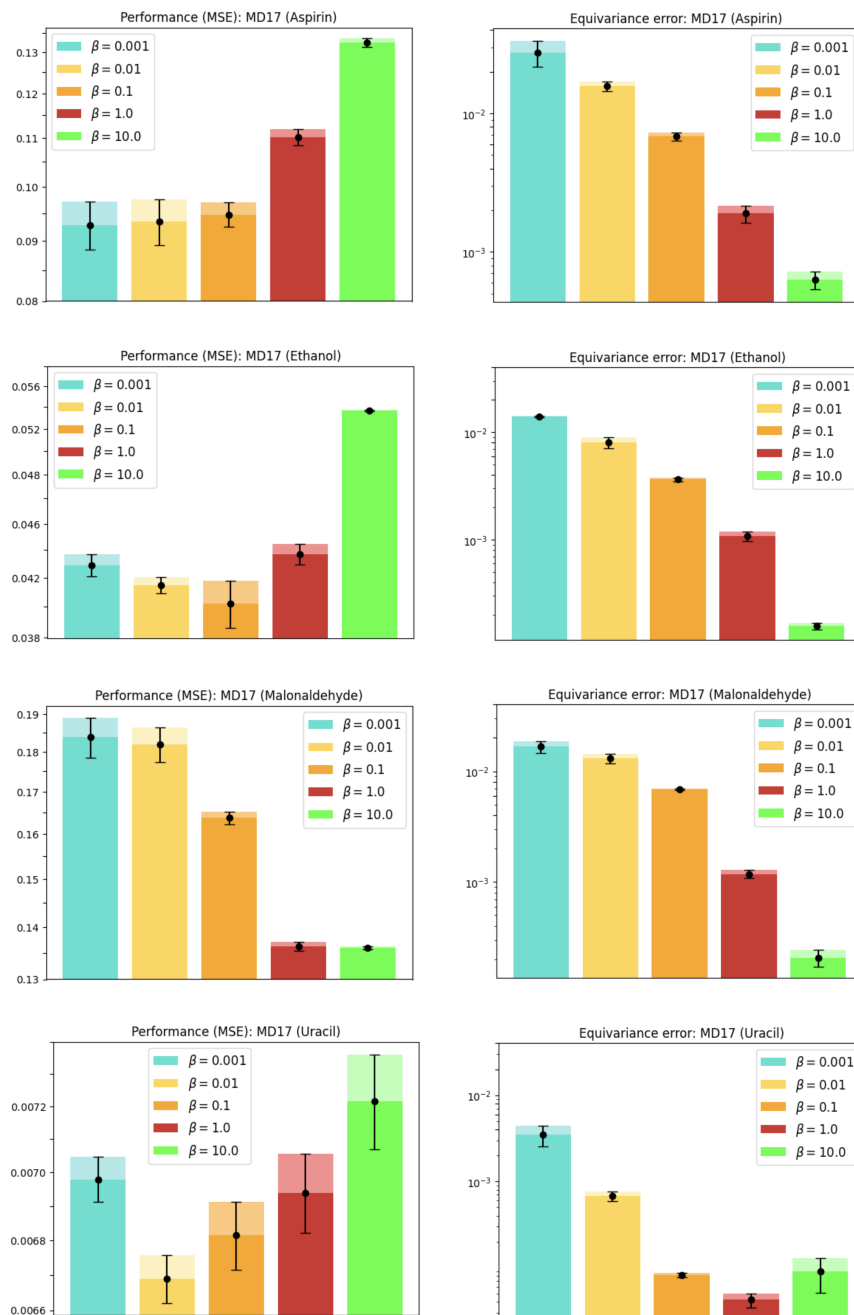 Performance (MSE): MD17 (Aspirin)
0.13
0.11
0.10
0.09
0.08
β = 0.001
β = 0.01
β = 0.1
β = 1.0
β = 10.0
Equivariance error: MD17 (Aspirin)
10⁻²
10⁻³
β = 0.001
β = 0.01
β = 0.1
β = 1.0
β = 10.0
Performance (MSE): MD17 (Ethanol)
0.056
0.052
0.048
0.046
0.042
0.038
β = 0.001
β = 0.01
β = 0.1
β = 1.0
β = 10.0
Equivariance error: MD17 (Ethanol)
10⁻²
10⁻³
β = 0.001
β = 0.01
β = 0.1
β = 1.0
β = 10.0
Performance (MSE): MD17 (Malonaldehyde)
0.19
0.18
0.17
0.16
0.15
0.14
0.13
β = 0.001
β = 0.01
β = 0.1
β = 1.0
β = 10.0
Equivariance error: MD17 (Malonaldehyde)
10⁻²
10⁻³
β = 0.001
β = 0.01
β = 0.1
β = 1.0
β = 10.0
Performance (MSE): MD17 (Uracil)
0.0072
0.0070
0.0068
0.0066
β = 0.001
β = 0.01
β = 0.1
β = 1.0
β = 10.0
Equivariance error: MD17 (Uracil)
10⁻²
10⁻³
β = 0.001
β = 0.01
β = 0.1
β = 1.0
β = 10.0